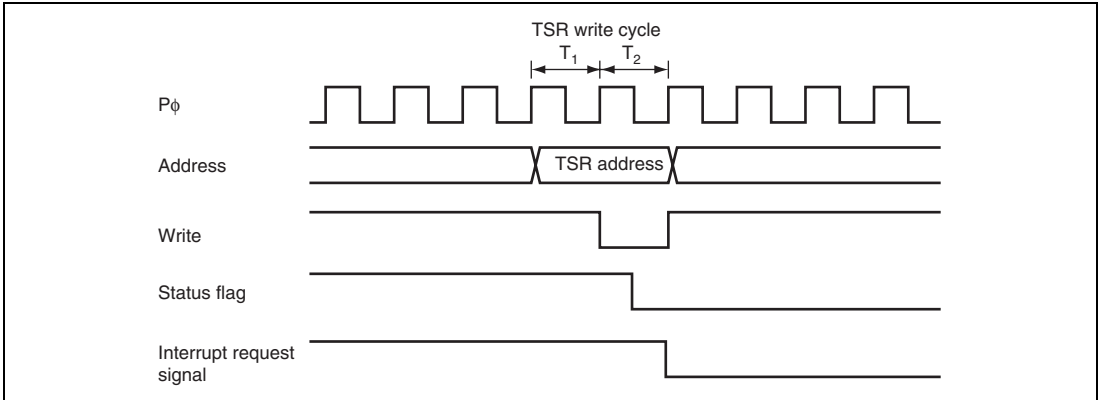 TSR write cycle
T1 T2
Pφ
Address
TSR address
Write
Status flag
Interrupt request
signal